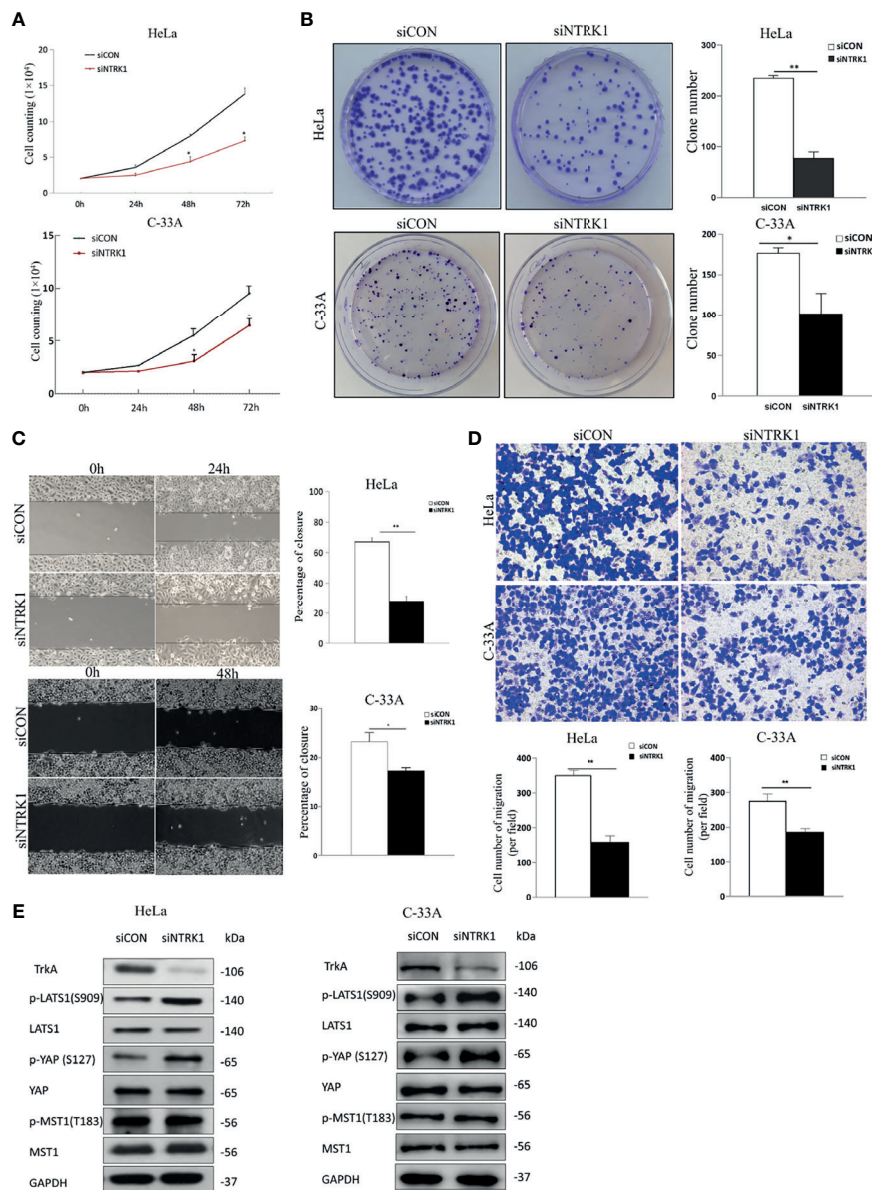 A
HeLa
siCON
siNTRK1
Cell counting (1×10⁴)
20
15
10
5
0
0h
24h
48h
72h
*
*
C-33A
siCON
siNTRK1
Cell counting (1×10⁴)
10
5
0
0h
24h
48h
72h
B
siCON
siNTRK1
HeLa
HeLa
siCON
siNTRK1
Clone number
300
200
100
0
**
siCON
siNTRK1
siCON
siNTRK1
C-33A
C-33A
siCON
siNTRK
Clone number
200
150
100
50
0
*
siCON
siNTRK1
C
0h
24h
siCON
siNTRK1
HeLa
siCON
siNTRK1
Percentage of closure
100
80
60
40
20
0
**
0h
48h
siCON
siNTRK1
C-33A
siCON
siNTRK1
Percentage of closure
30
20
10
0
*
D
siCON
siNTRK1
HeLa
C-33A
HeLa
siCON
siNTRK1
Cell number of migration
(per field)
400
300
200
100
0
**
C-33A
siCON
siNTRK1
Cell number of migration
(per field)
400
300
200
100
0
**
E
HeLa
siCON siNTRK1 kDa
TrkA -106
p-LATS1(S909) -140
LATS1 -140
p-YAP (S127) -65
YAP -65
p-MST1(T183) -56
MST1 -56
GAPDH -37
C-33A
siCON siNTRK1 kDa
TrkA -106
p-LATS1(S909) -140
LATS1 -140
p-YAP (S127) -65
YAP -65
p-MST1(T183) -56
MST1 -56
GAPDH -37